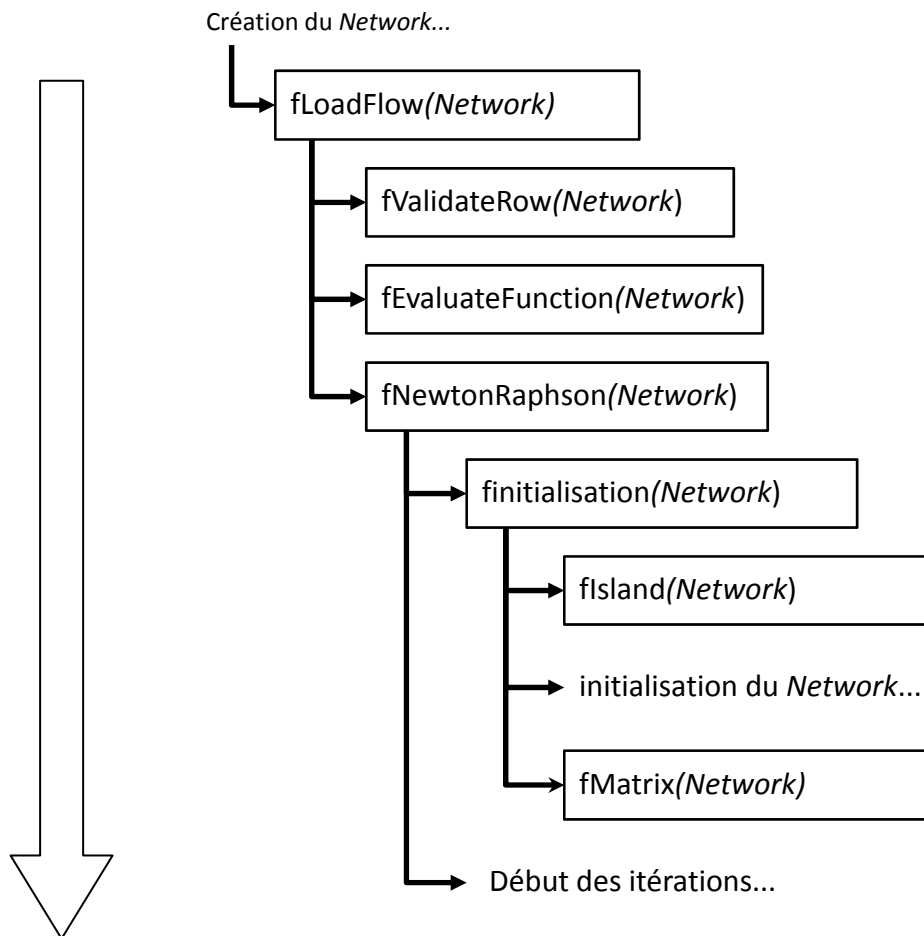 Création du Network...
fLoadFlow(Network)
fValidateRow(Network)
fEvaluateFunction(Network)
fNewtonRaphson(Network)
finitialisation(Network)
fIsland(Network)
initialisation du Network...
fMatrix(Network)
Début des itérations...